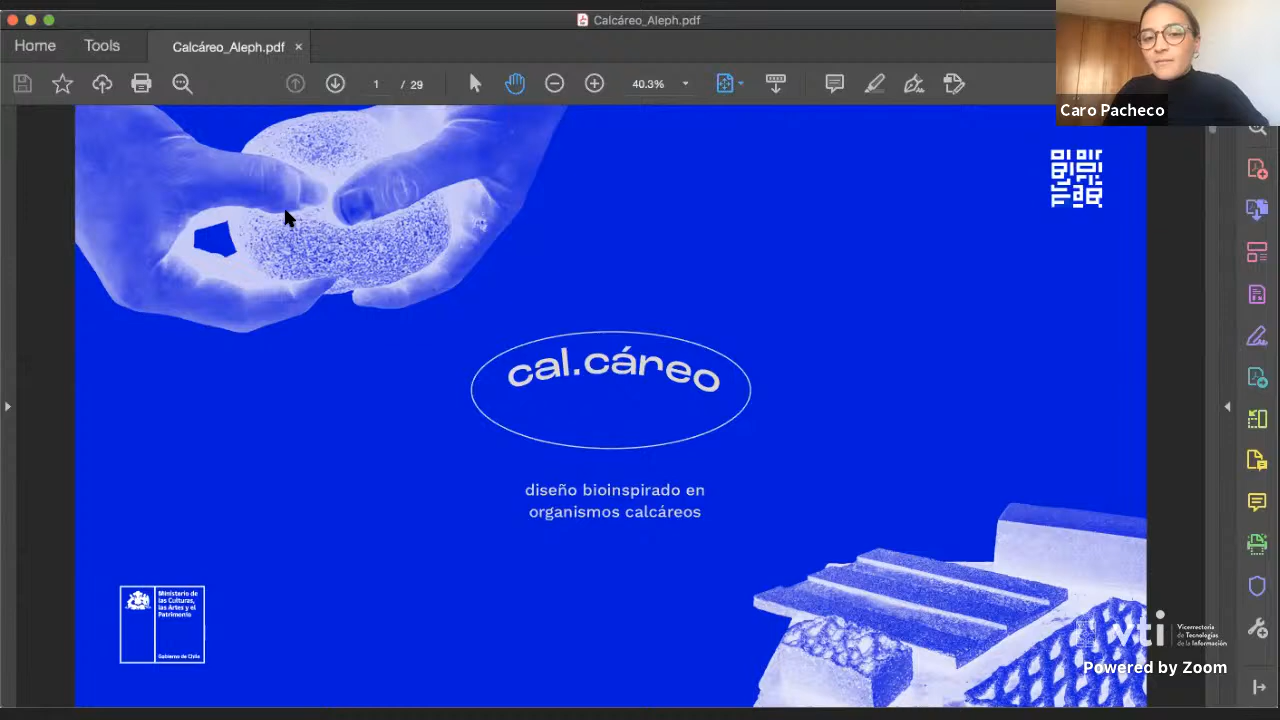 Calcáreo_Aleph.pdf
Home
Tools
Calcáreo_Aleph.pdf ×
1 / 29
40.3%
Caro Pacheco
cal.cáreo
diseño bioinspirado en
organismos calcáreos
Ministerio de
las Culturas,
las Artes y el
Patrimonio
Gobierno de Chile
vti
Vicerrectoría
de Tecnologías
de la Información
Powered by Zoom